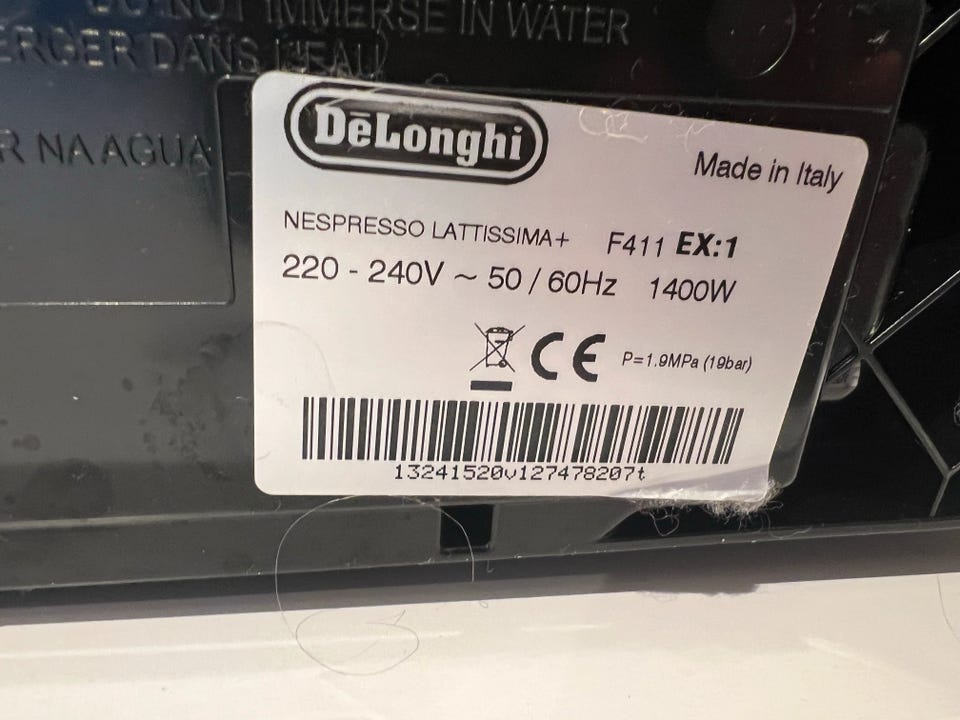 DO NOT IMMERSE IN WATER
ERGER DANS L'EAU
R NA AGUA
DēLonghi
Made in Italy
NESPRESSO LATTISSIMA+ F411 EX:1
220 - 240V ~ 50 / 60Hz 1400W
CE P=1.9MPa (19bar)
13241520v127478207t